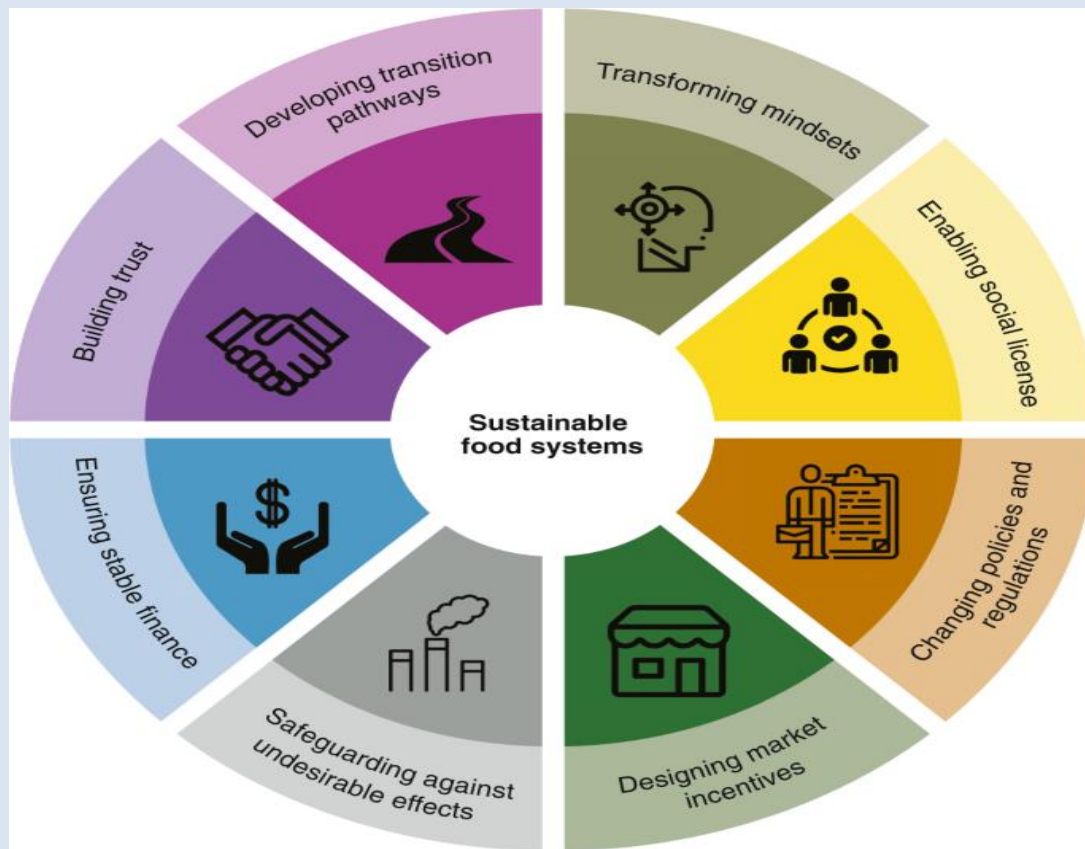 Developing transition
pathways
Transforming mindsets
Enabling social license
Changing policies and
regulations
Designing market
incentives
Safeguarding against
undesirable effects
Ensuring stable finance
Building trust
Sustainable
food systems
$